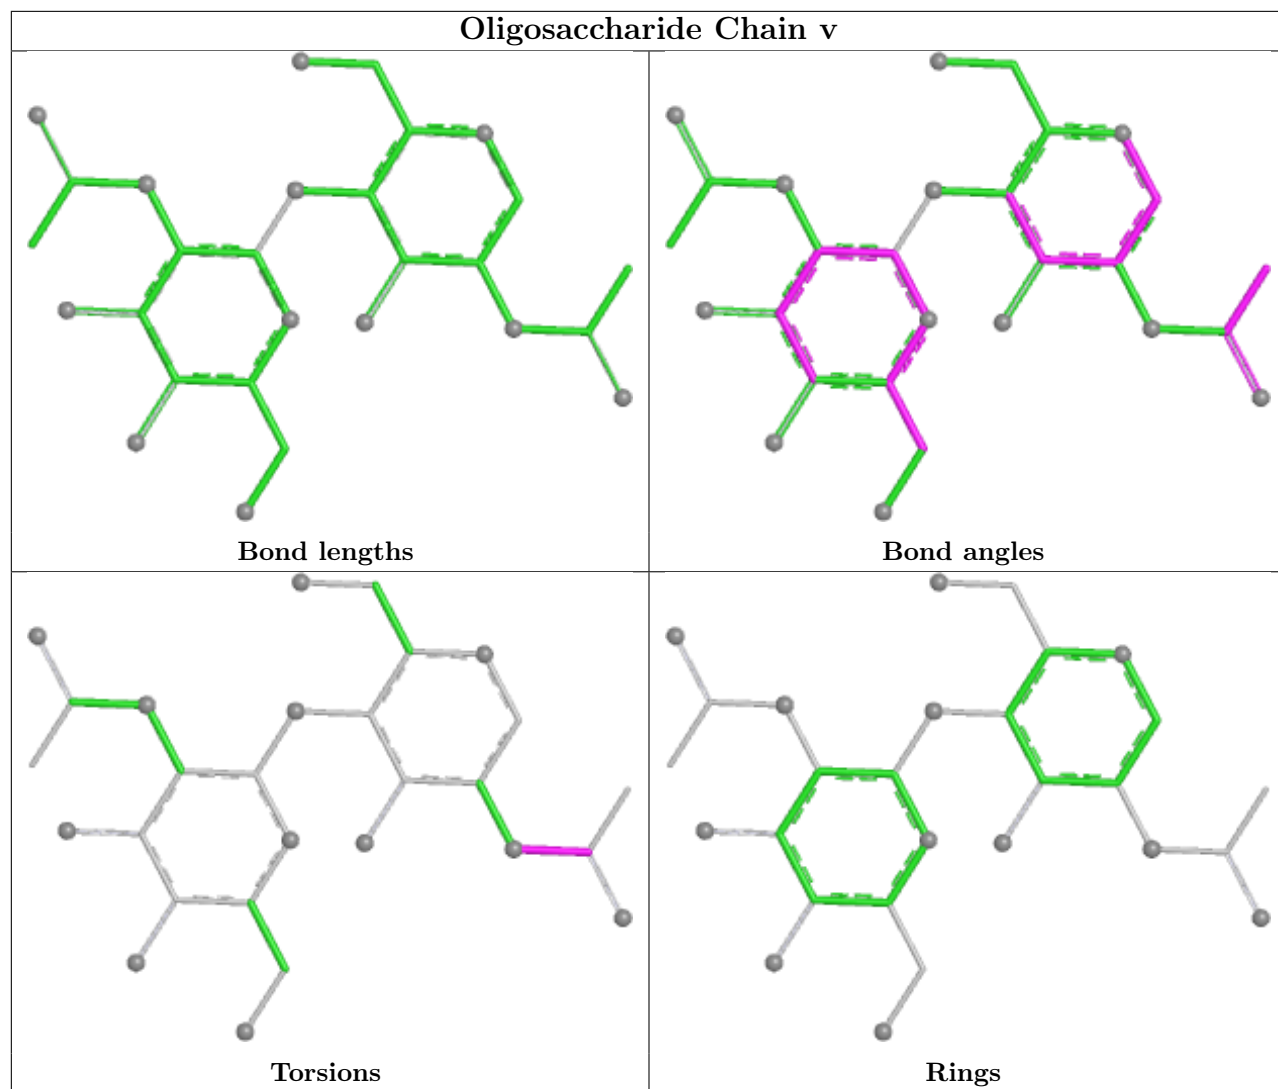 Oligosaccharide Chain v
Bond lengths
Bond angles
Torsions
Rings